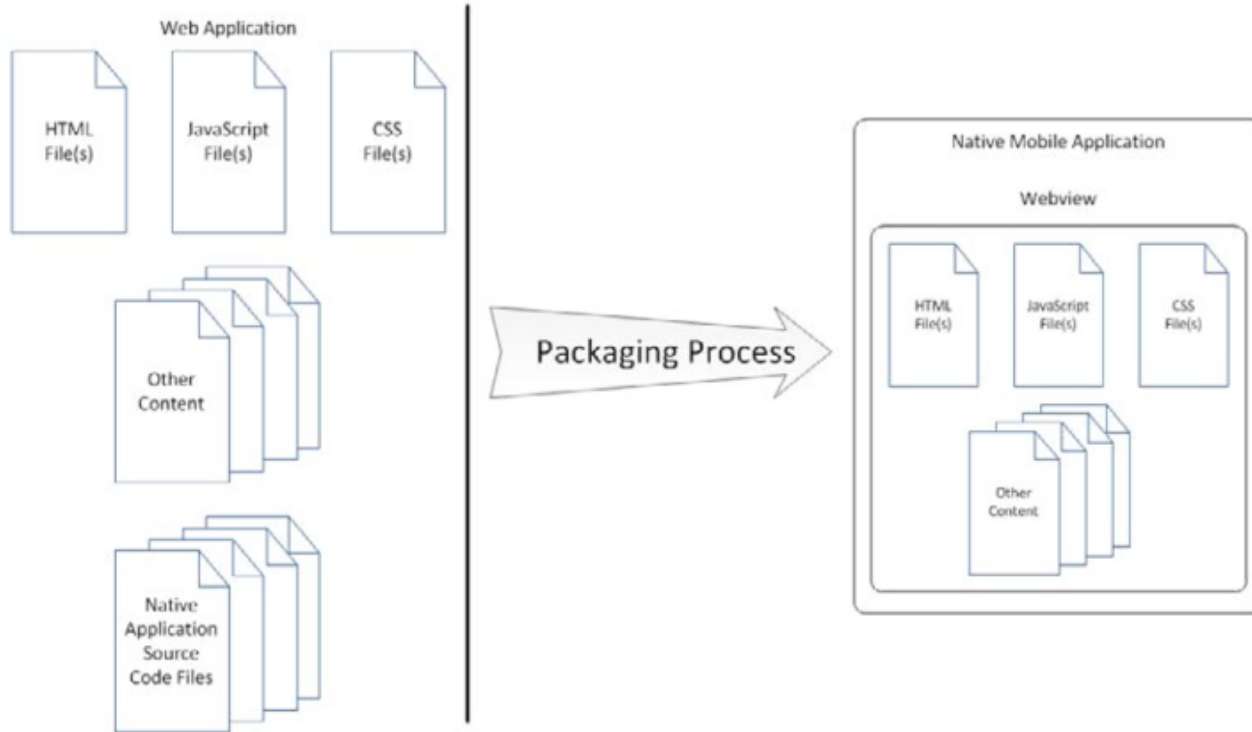 Web Application
HTML
File(s)
JavaScript
File(s)
CSS
File(s)
Other
Content
Native
Application
Source
Code Files
Packaging Process
Native Mobile Application
Webview
HTML
File(s)
JavaScript
File(s)
CSS
File(s)
Other
Content